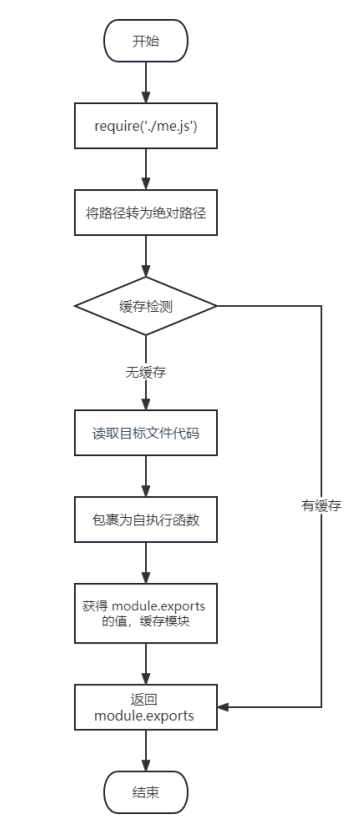 开始
require('./me.js')
将路径转为绝对路径
缓存检测
无缓存
读取目标文件代码
有缓存
包裹为自执行函数
获得 module.exports
的值，缓存模块
返回
module.exports
结束